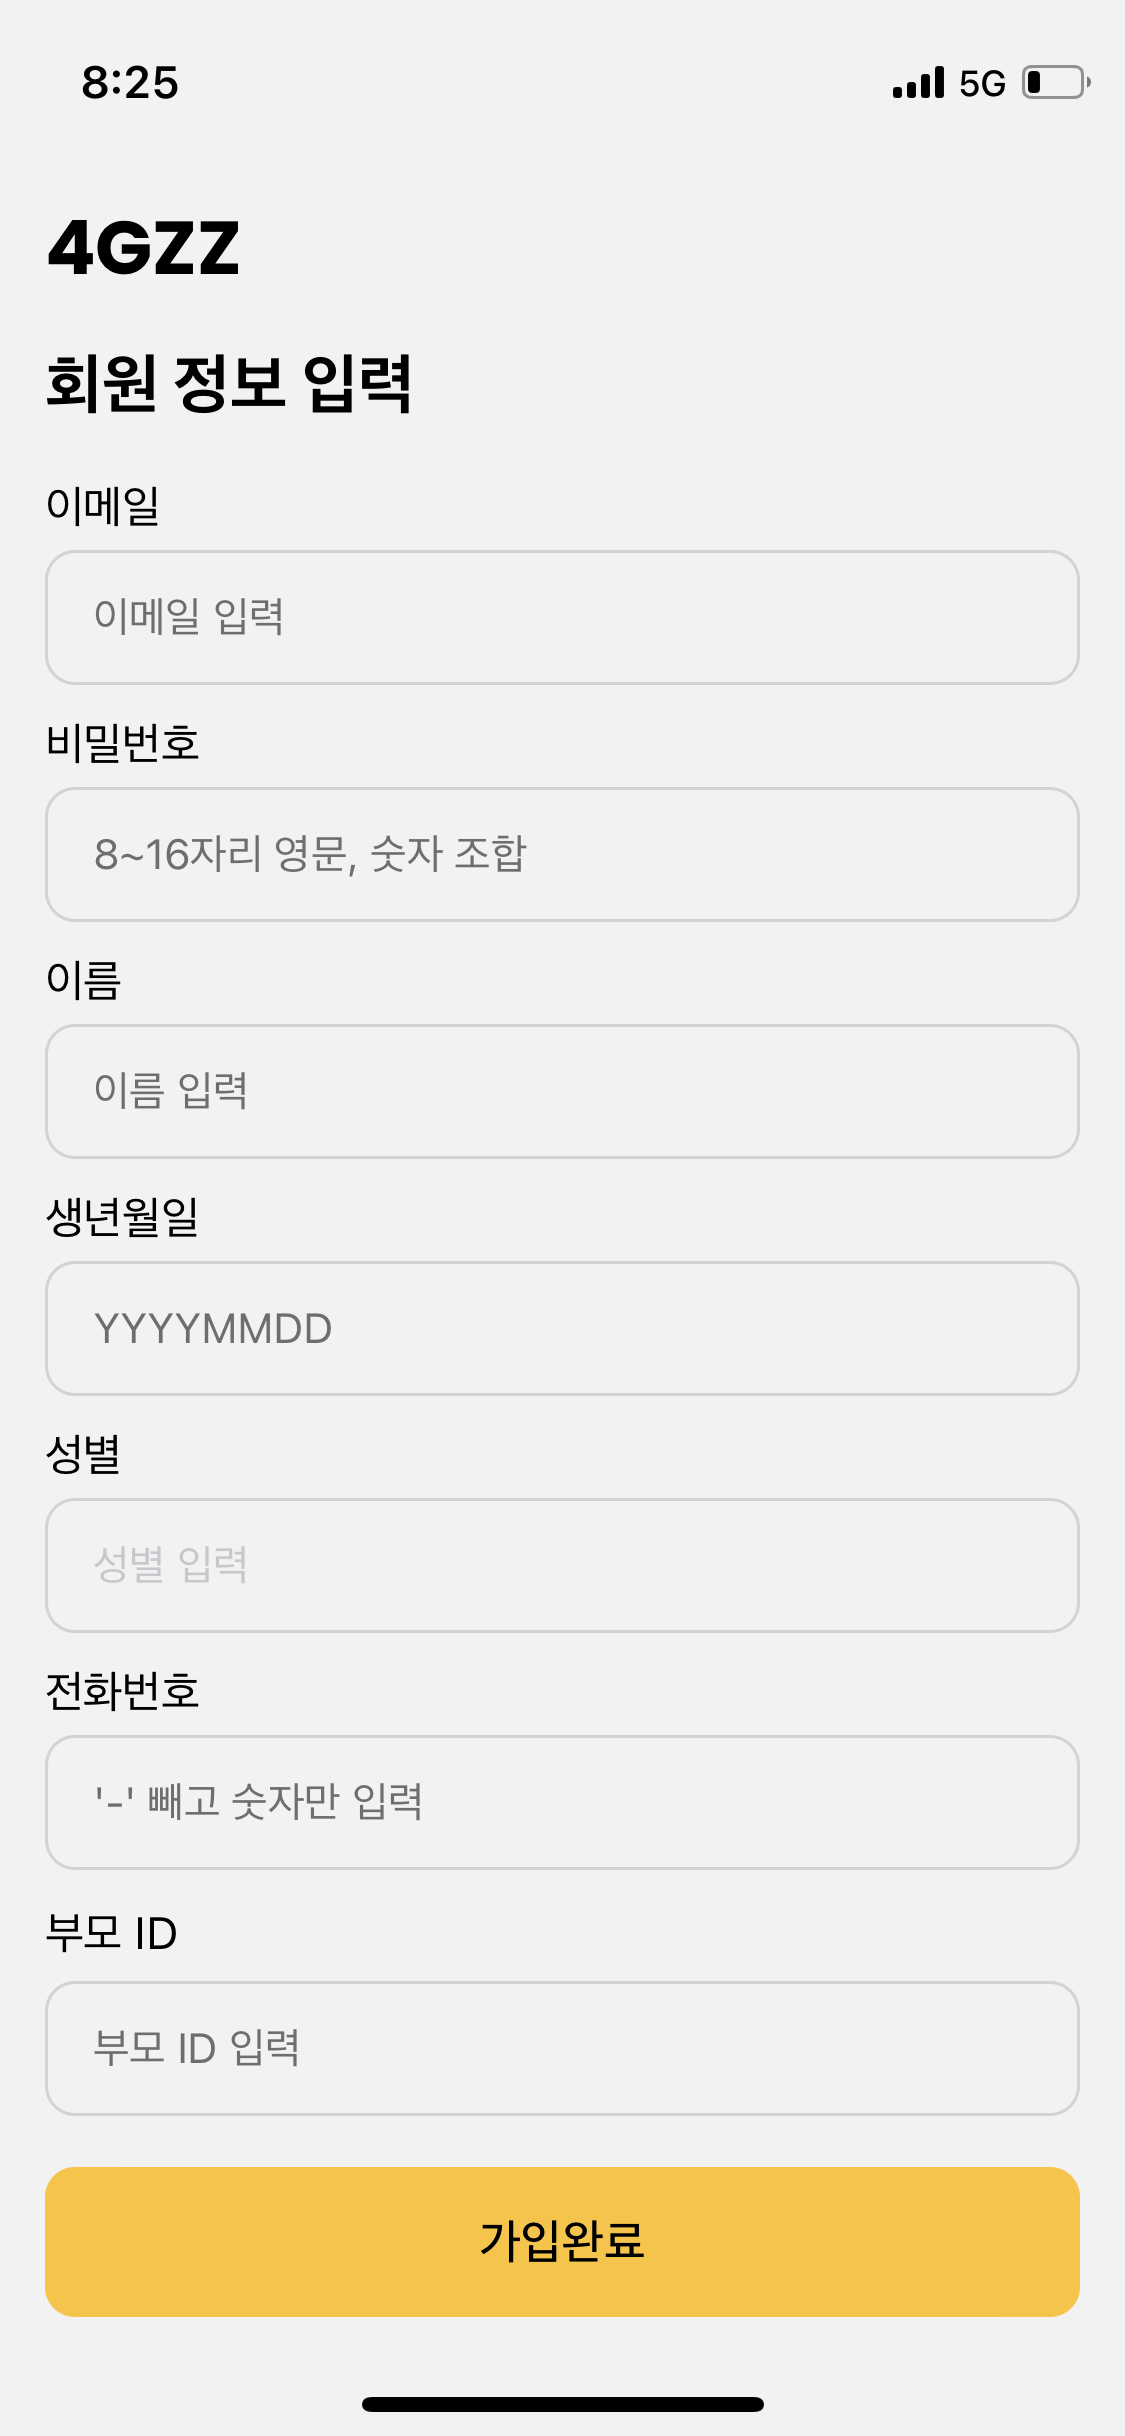 8:25
5G
4GZZ
회원 정보 입력
이메일
이메일 입력
비밀번호
8~16자리 영문, 숫자 조합
이름
이름 입력
생년월일
YYYYMMDD
성별
성별 입력
전화번호
'-' 빼고 숫자만 입력
부모 ID
부모 ID 입력
가입완료